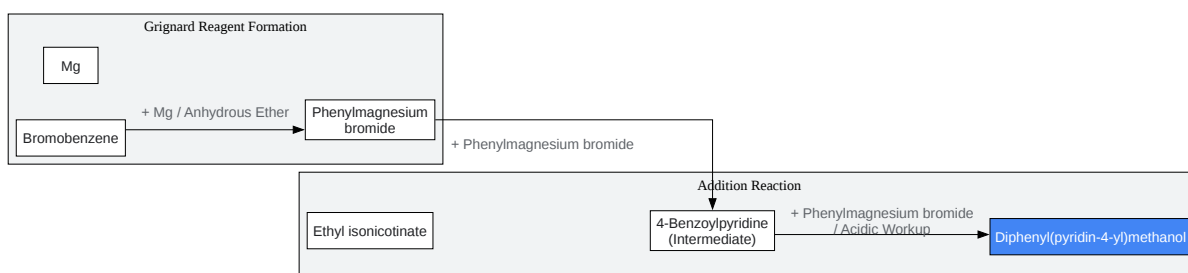 Grignard Reagent Formation
Mg
+ Mg / Anhydrous Ether
Bromobenzene
Phenylmagnesium
bromide
+ Phenylmagnesium bromide
Addition Reaction
Ethyl isonicotinate
4-Benzoylpyridine
(Intermediate)
+ Phenylmagnesium bromide
/ Acidic Workup
Diphenyl(pyridin-4-yl)methanol